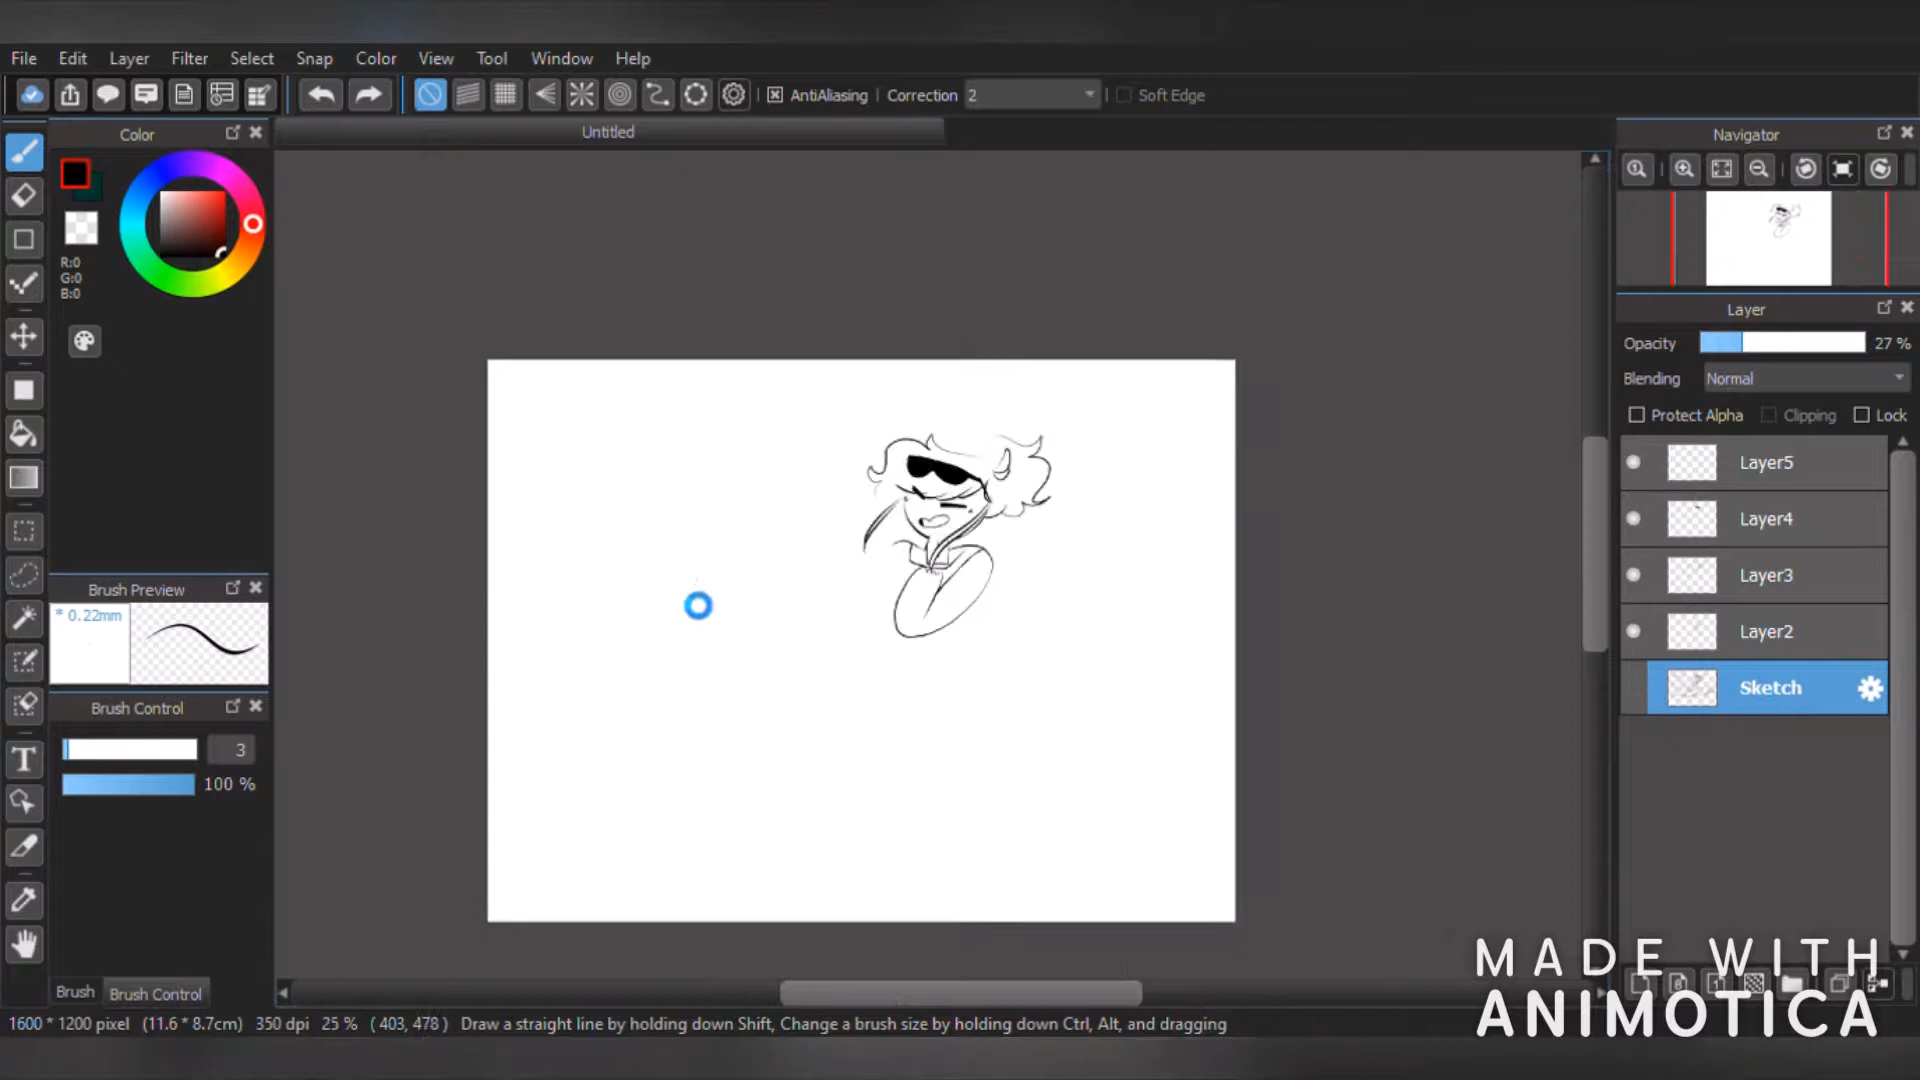 File Edit Layer Filter Select Snap Color View Tool Window Help
AntiAliasing Correction 2 Soft Edge
Color
Untitled
Navigator
R:0
G:0
B:0
Layer
Opacity 27 %
Blending Normal
Protect Alpha Clipping Lock
Layer5
Layer4
Layer3
Layer2
Sketch
Brush Preview
* 0.22mm
Brush Control
3
100 %
Brush Brush Control
1600 * 1200 pixel (11.6 * 8.7cm) 350 dpi 25 % ( 403, 478 ) Draw a straight line by holding down Shift, Change a brush size by holding down Ctrl, Alt, and dragging
MADE WITH
ANIMOTICA